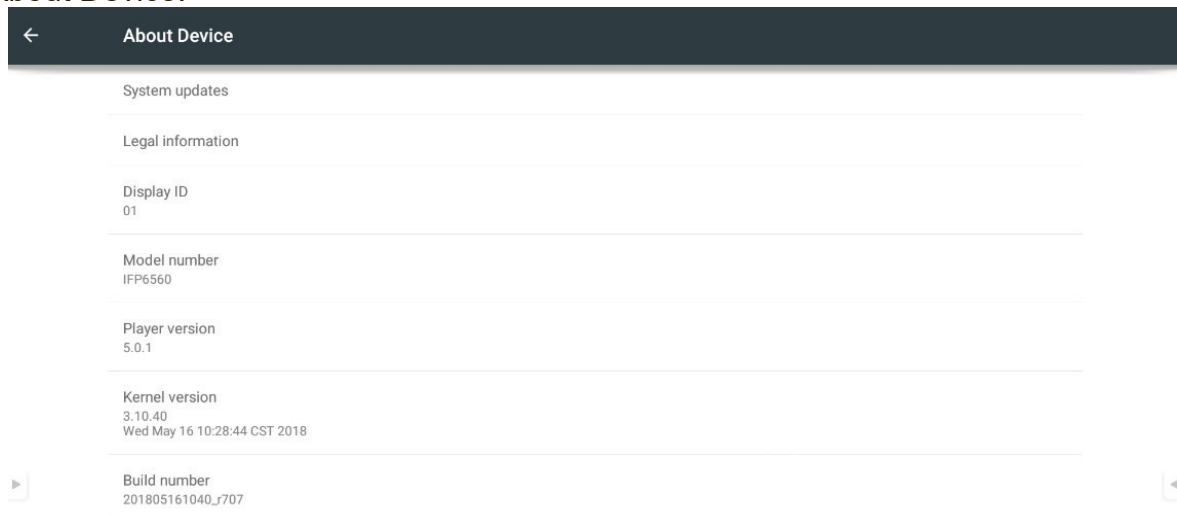 About Device
System updates
Legal information
Display ID
01
Model number
IFP6560
Player version
5.0.1
Kernel version
3.10.40
Wed May 16 10:28:44 CST 2018
Build number
201805161040_r707